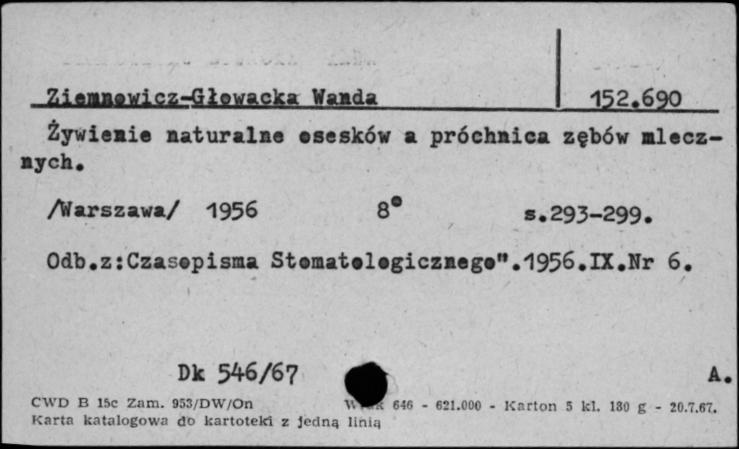 Ziemnowicz-Głowacka Wanda 152.690
Żywienie naturalne osesków a próchnica zębów mlecz-
nych.
/Warszawa/ 1956 8° s.293-299.
Odb.z:Czasopisma Stomatologicznego".1956.IX.Nr 6.
Dk 546/67 A.
CWD B 15c Zam. 953/DW/On 646 - 621.000 - Karton 5 kl. 180 g - 20.7.67.
Karta katalogowa do kartoteki z jedną linią